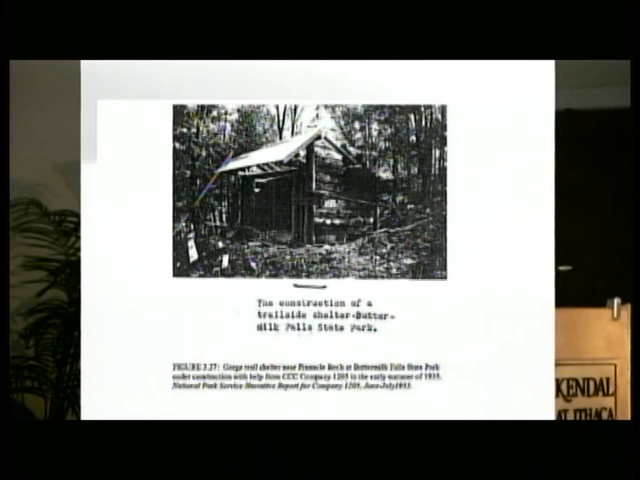 The construction of a
trailside shelter-Butter-
milk Falls State Park.
FIGURE 3.27: Gorge trail shelter near Pinnacle Rock at Buttermilk Falls State Park
under construction with help from CCC Company 1205 in the early summer of 1935.
National Park Service Narrative Report for Company 1205, June-July1935.
KENDAL
AT ITHACA